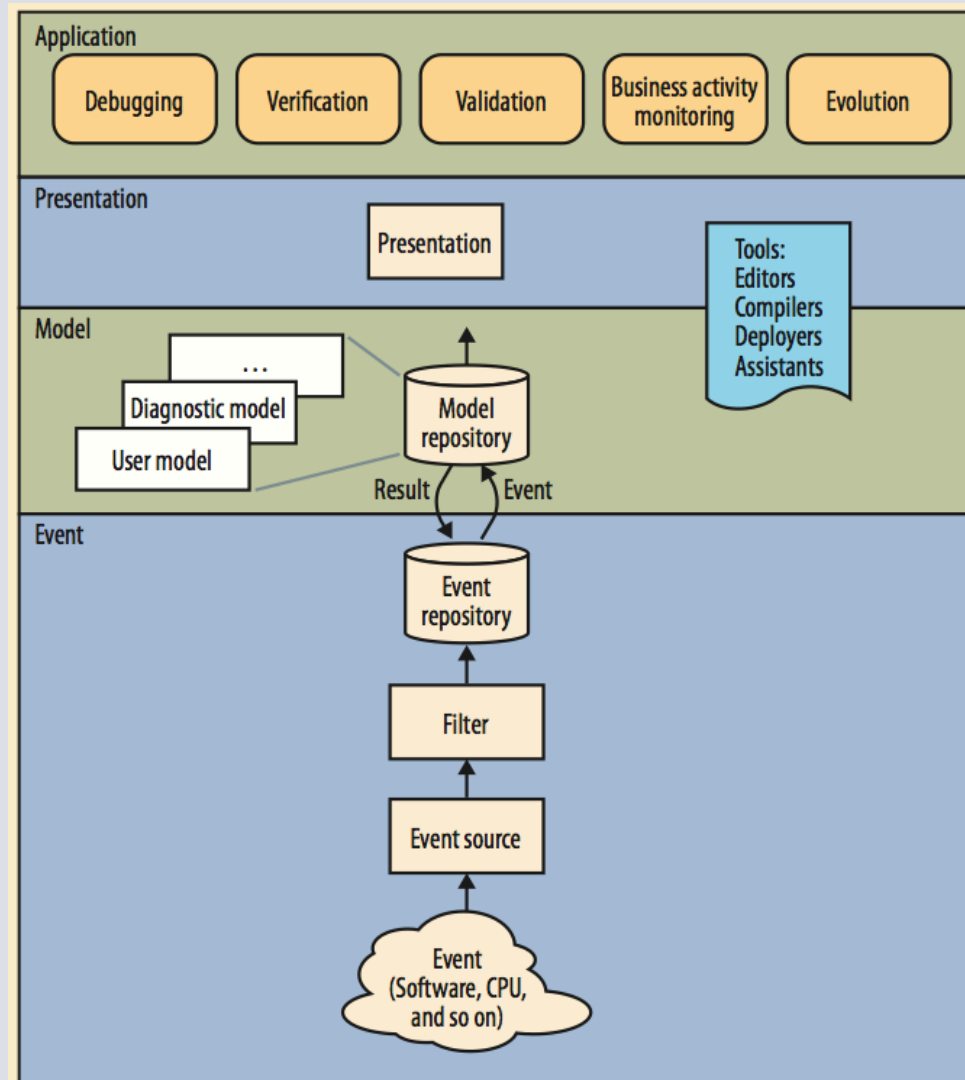 Application
Debugging
Verification
Validation
Business activity
monitoring
Evolution
Presentation
Presentation
Tools:
Editors
Compilers
Deployers
Assistants
Model
...
Diagnostic model
User model
Model
repository
Result
Event
Event
Event
repository
Filter
Event source
Event
(Software, CPU,
and so on)